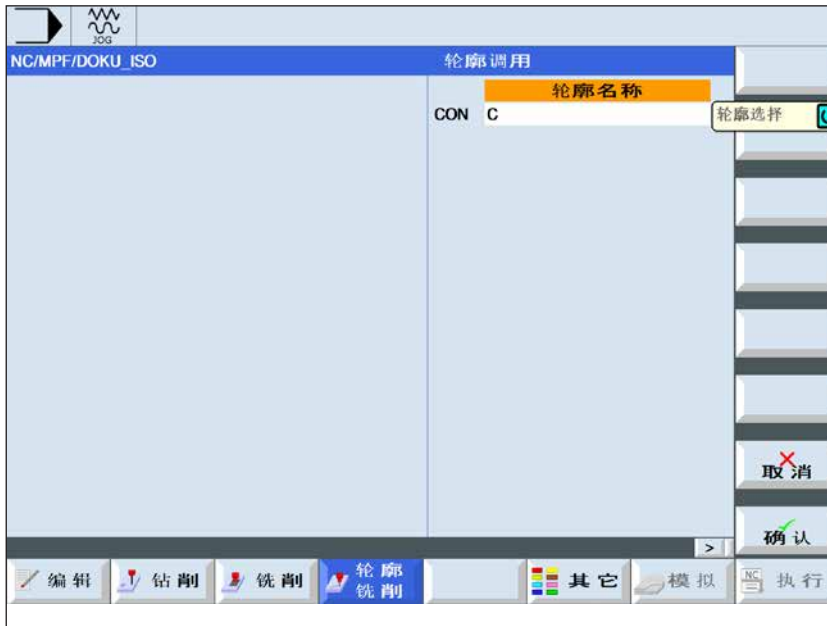 JOG
NC/MPF/DOKU_ISO
轮廓调用
轮廓名称
CON C
轮廓选择
取消
确认
>
编辑
钻削
铣削
轮廓
铣削
其它
模拟
NC
执行